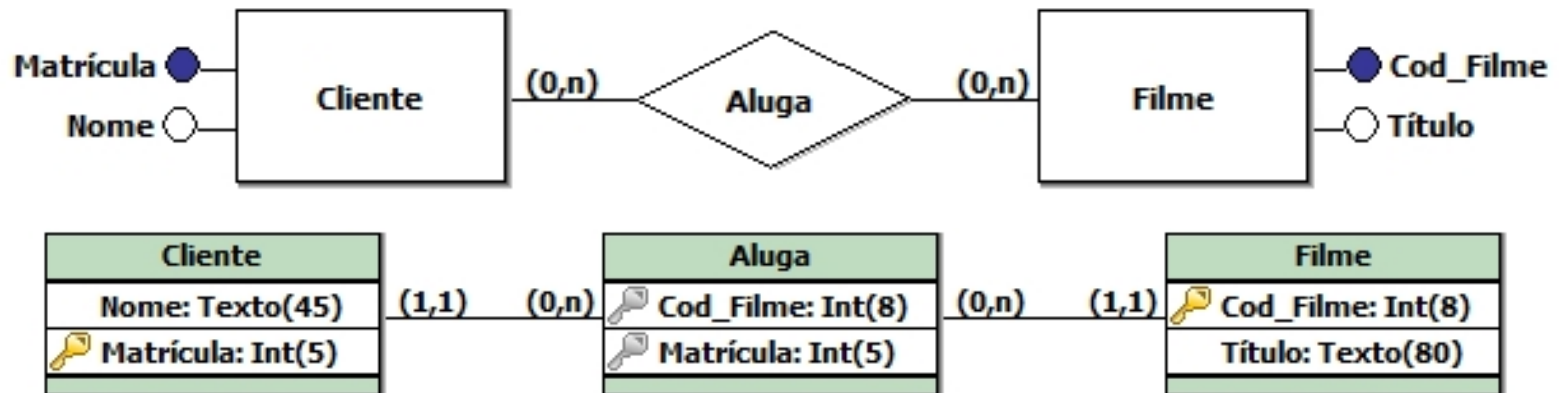 Matrícula
Nome
Cliente
(0,n)
Aluga
(0,n)
Filme
Cod_Filme
Título
Cliente
Nome: Texto(45)
Matrícula: Int(5)
(1,1)
(0,n)
Aluga
Cod_Filme: Int(8)
Matrícula: Int(5)
(0,n)
(1,1)
Filme
Cod_Filme: Int(8)
Título: Texto(80)